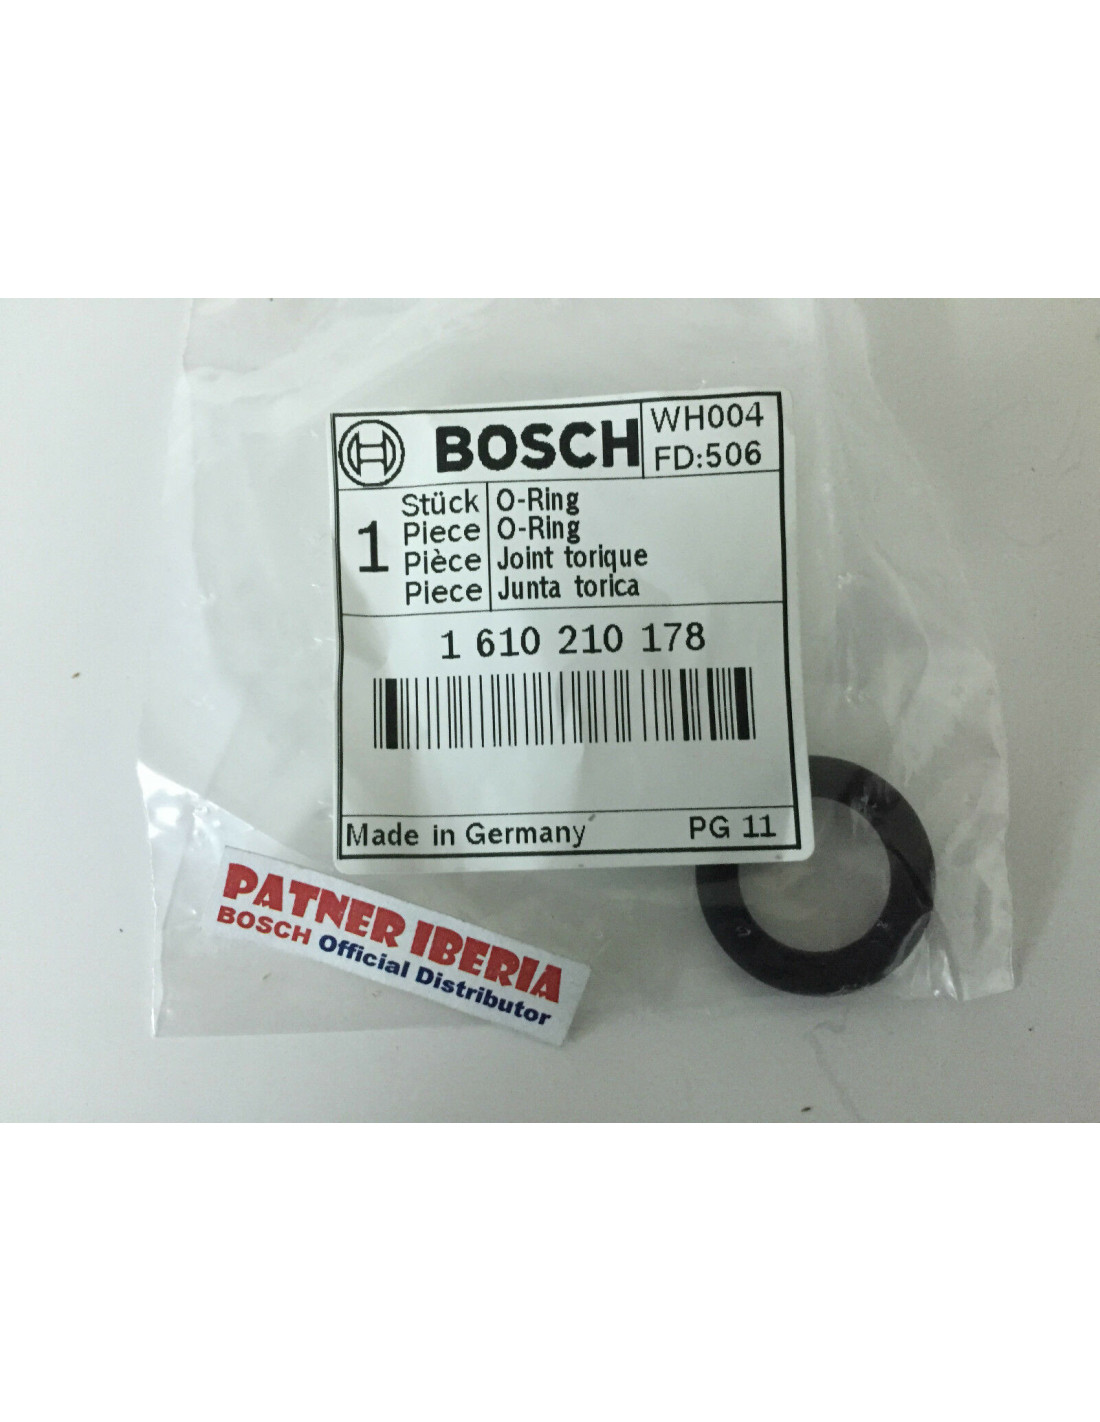 BOSCH
WH004
FD:506
1
Stück O-Ring
Piece O-Ring
Pièce Joint torique
Piece Junta torica
1 610 210 178
Made in Germany PG 11
PATNER IBERIA
BOSCH Official Distributor